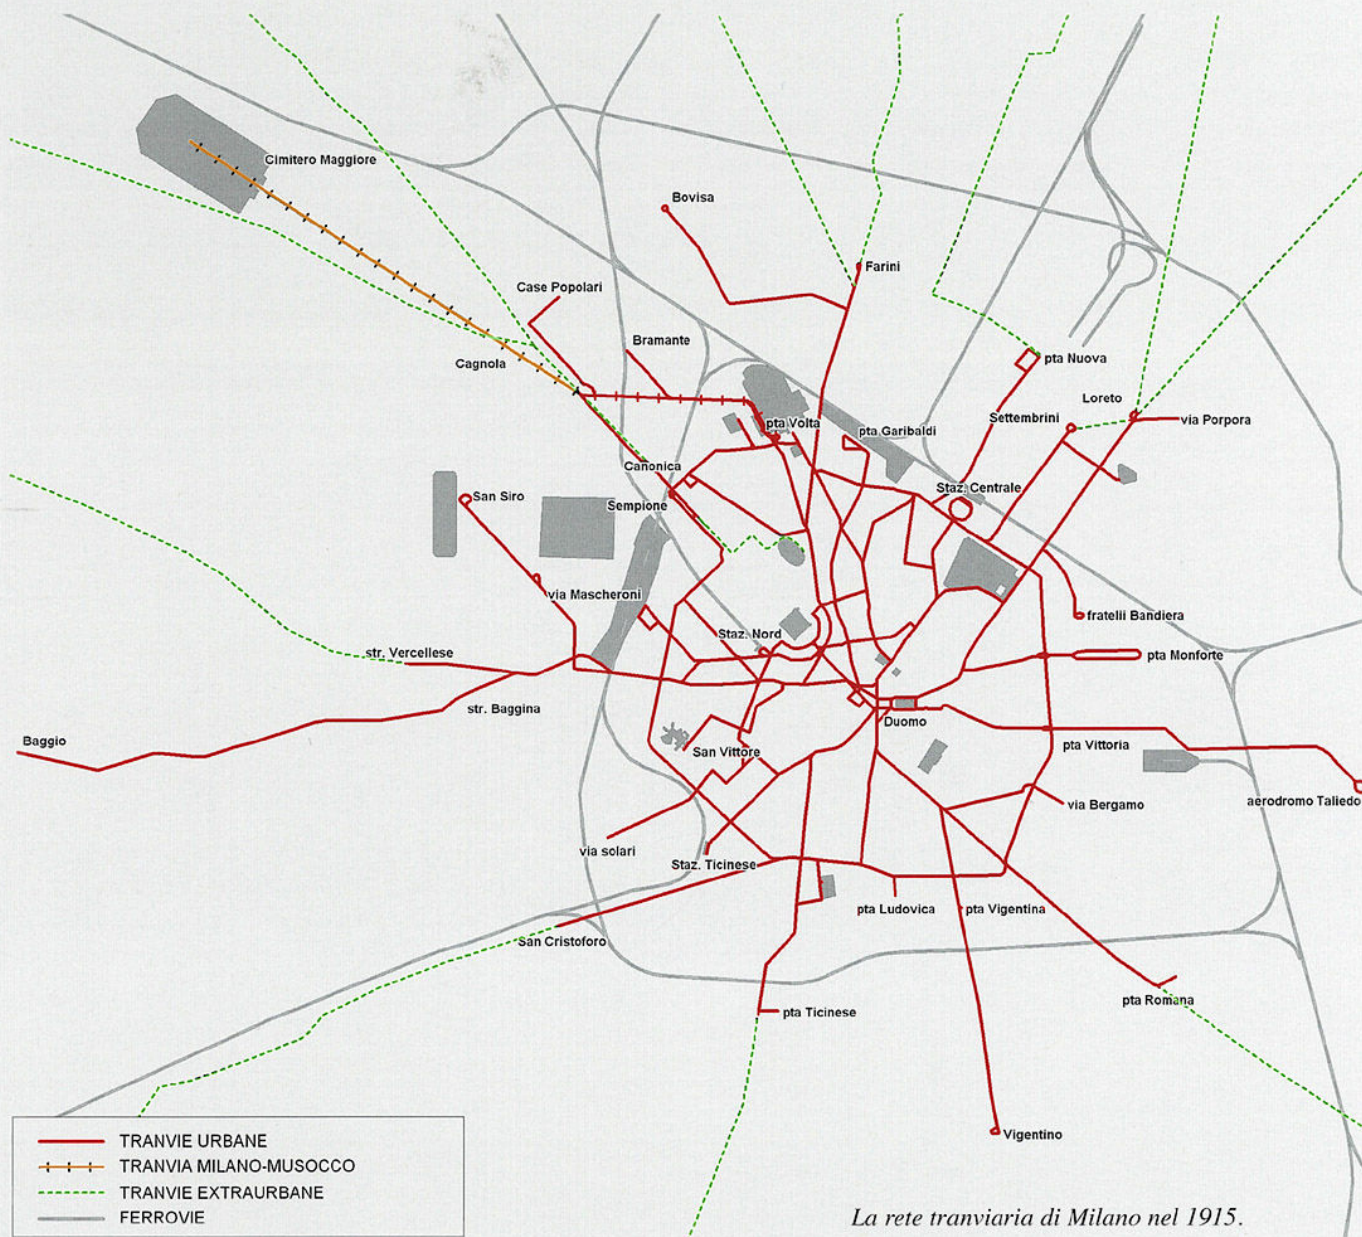 Cimitero Maggiore
Bovisa
Farini
Case Popolari
Bramante
Cagnola
pta Nuova
Loreto
Settembrini
via Porpora
pta Volta
pta Garibaldi
Canonica
Sempione
Staz. Centrale
San Siro
via Mascheroni
fratelii Bandiera
Staz. Nord
str. Vercellese
pta Monforte
str. Baggina
Duomo
Baggio
San Vittore
pta Vittoria
aerodromo Taliedo
via Bergamo
via solari
Staz. Ticinese
pta Ludovica
pta Vigentina
San Cristoforo
pta Romana
pta Ticinese
Vigentino
TRANVIE URBANE
TRANVIA MILANO-MUSOCCO
TRANVIE EXTRAURBANE
FERROVIE
La rete tranviaria di Milano nel 1915.